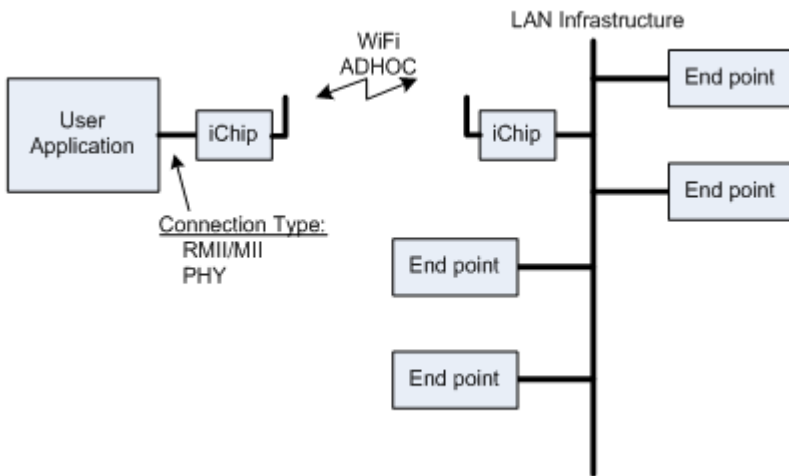 LAN Infrastructure
WiFi
ADHOC
End point
User
Application
iChip
iChip
End point
Connection Type:
RMII/MII
PHY
End point
End point